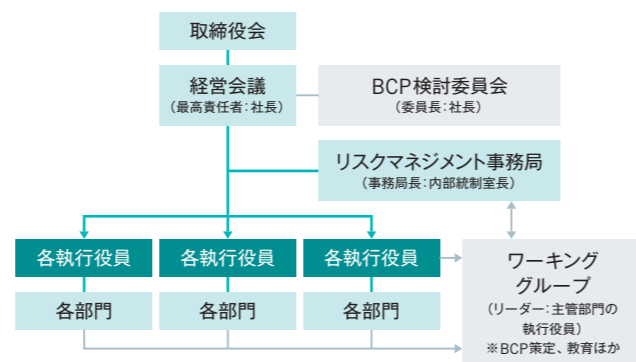 取締役会
経営会議
（最高責任者：社長）
BCP検討委員会
（委員長：社長）
リスクマネジメント事務局
（事務局長：内部統制室長）
各執行役員
各執行役員
各執行役員
各部門
各部門
各部門
ワーキング
グループ
（リーダー：主管部門の
執行役員）
※BCP策定、教育ほか